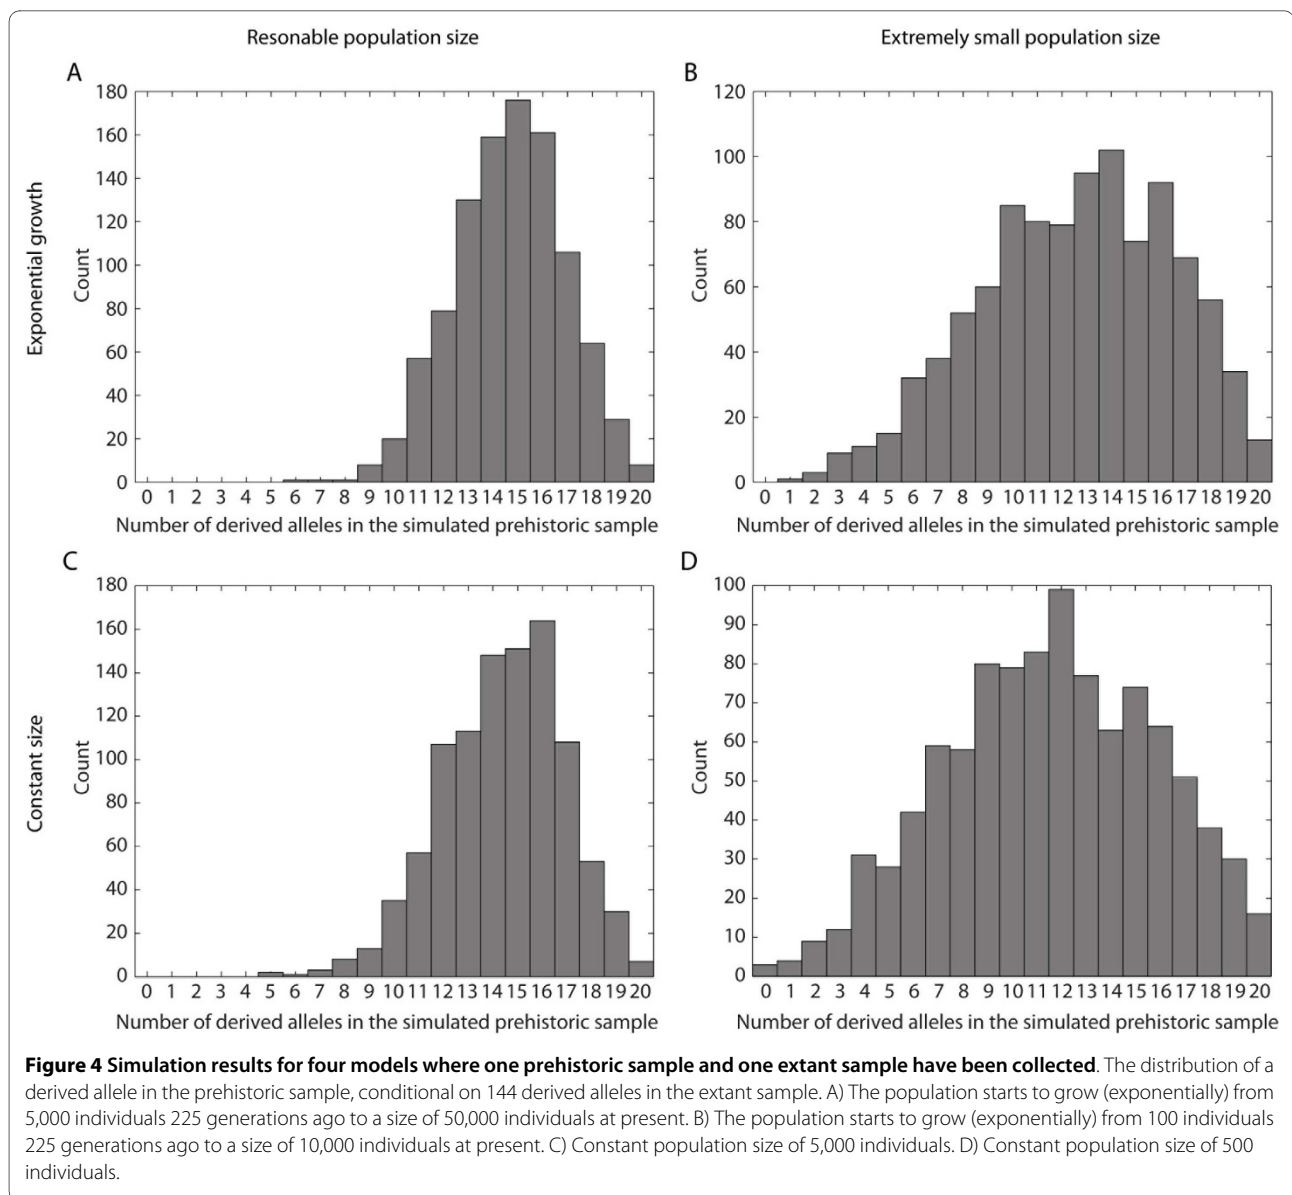 Resonable population size
Extremely small population size
A
180
160
140
120
100
80
60
40
20
0
Count
Exponential growth
0 1 2 3 4 5 6 7 8 9 10 11 12 13 14 15 16 17 18 19 20
Number of derived alleles in the simulated prehistoric sample
B
120
100
80
60
40
20
0
Count
0 1 2 3 4 5 6 7 8 9 10 11 12 13 14 15 16 17 18 19 20
Number of derived alleles in the simulated prehistoric sample
C
180
160
140
120
100
80
60
40
20
0
Count
Constant size
0 1 2 3 4 5 6 7 8 9 10 11 12 13 14 15 16 17 18 19 20
Number of derived alleles in the simulated prehistoric sample
D
100
90
80
70
60
50
40
30
20
10
0
Count
0 1 2 3 4 5 6 7 8 9 10 11 12 13 14 15 16 17 18 19 20
Number of derived alleles in the simulated prehistoric sample
Figure 4 Simulation results for four models where one prehistoric sample and one extant sample have been collected. The distribution of a
derived allele in the prehistoric sample, conditional on 144 derived alleles in the extant sample. A) The population starts to grow (exponentially) from
5,000 individuals 225 generations ago to a size of 50,000 individuals at present. B) The population starts to grow (exponentially) from 100 individuals
225 generations ago to a size of 10,000 individuals at present. C) Constant population size of 5,000 individuals. D) Constant population size of 500
individuals.